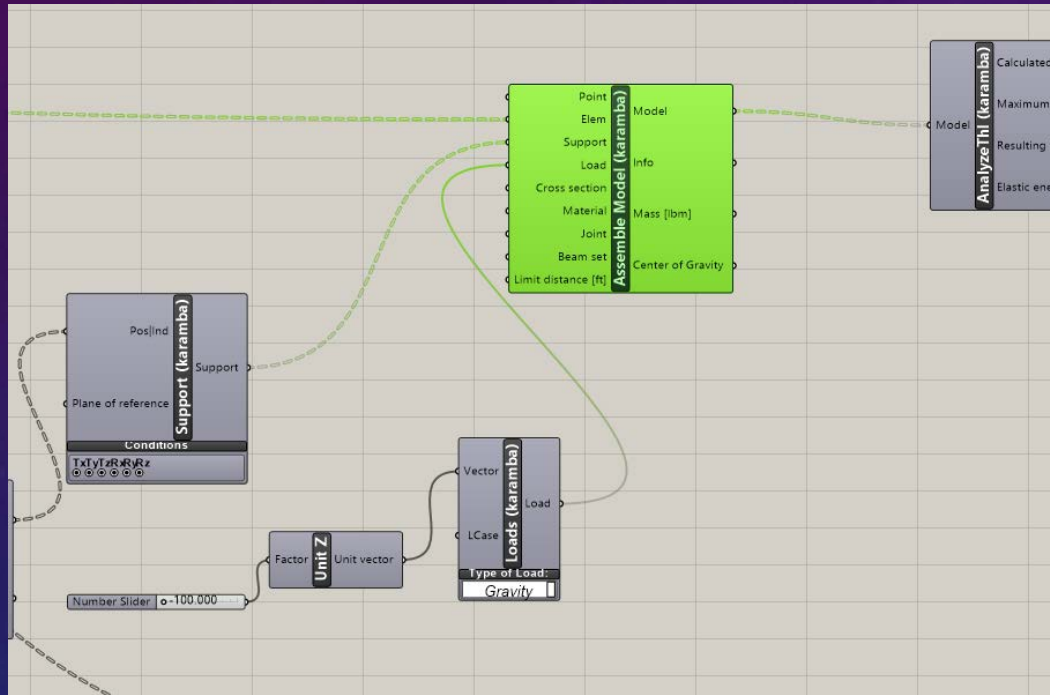 Point
Elem
Support
Load
Cross section
Material
Joint
Beam set
Limit distance [ft]
Assemble Model (karamba)
Model
Info
Mass [lbm]
Center of Gravity
Model
AnalyzeThI (karamba)
Calculated
Maximum
Resulting
Elastic ene
Pos|Ind
Plane of reference
Support (karamba)
Support
Conditions
TxTyTzRxRyRz
Vector
LCase
Loads (karamba)
Load
Type of Load:
Gravity
Factor
Unit Z
Unit vector
Number Slider
-100.000